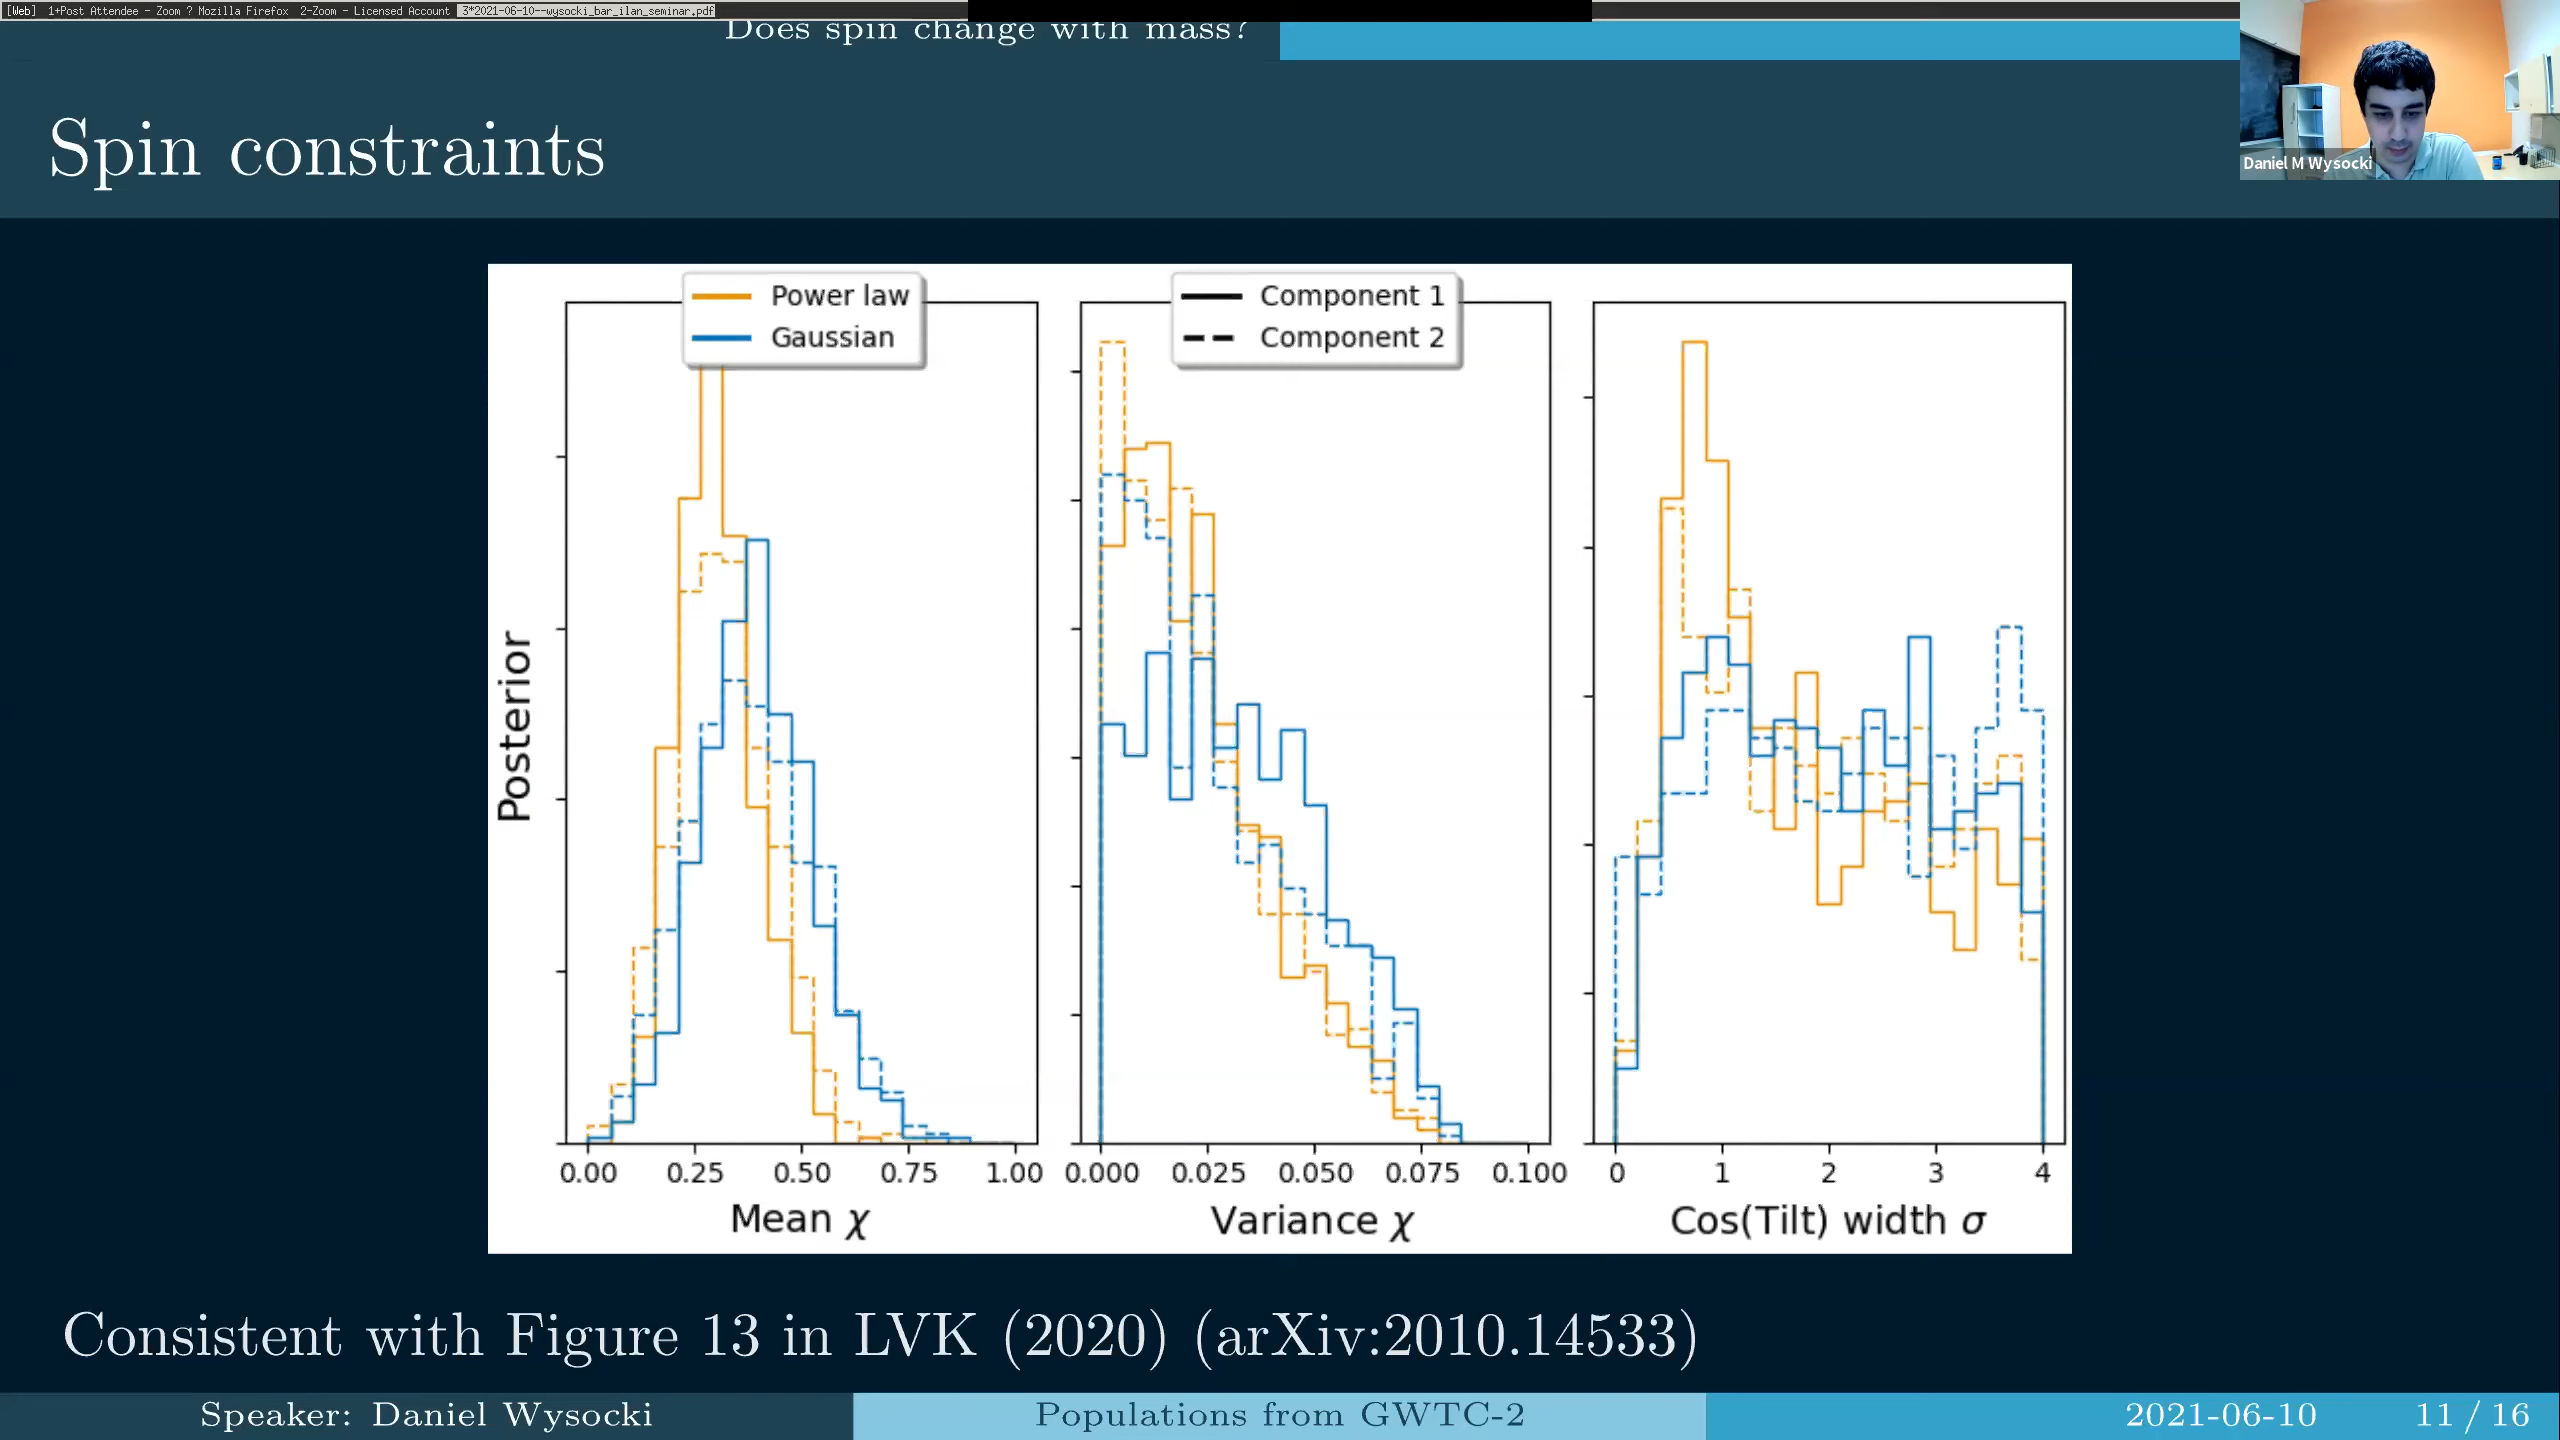 [Web] 1+Post Attendee - Zoom ? Mozilla Firefox 2-Zoom - Licensed Account 3*2021-06-10--wysocki_bar_ilan_seminar.pdf
Does spin change with mass?
Spin constraints
Daniel M Wysocki
Power law
Gaussian
Component 1
Component 2
Posterior
0.00 0.25 0.50 0.75 1.00
0.000 0.025 0.050 0.075 0.100
0 1 2 3 4
Mean χ
Variance χ
Cos(Tilt) width σ
Consistent with Figure 13 in LVK (2020) (arXiv:2010.14533)
Speaker: Daniel Wysocki
Populations from GWTC-2
2021-06-10
11 / 16